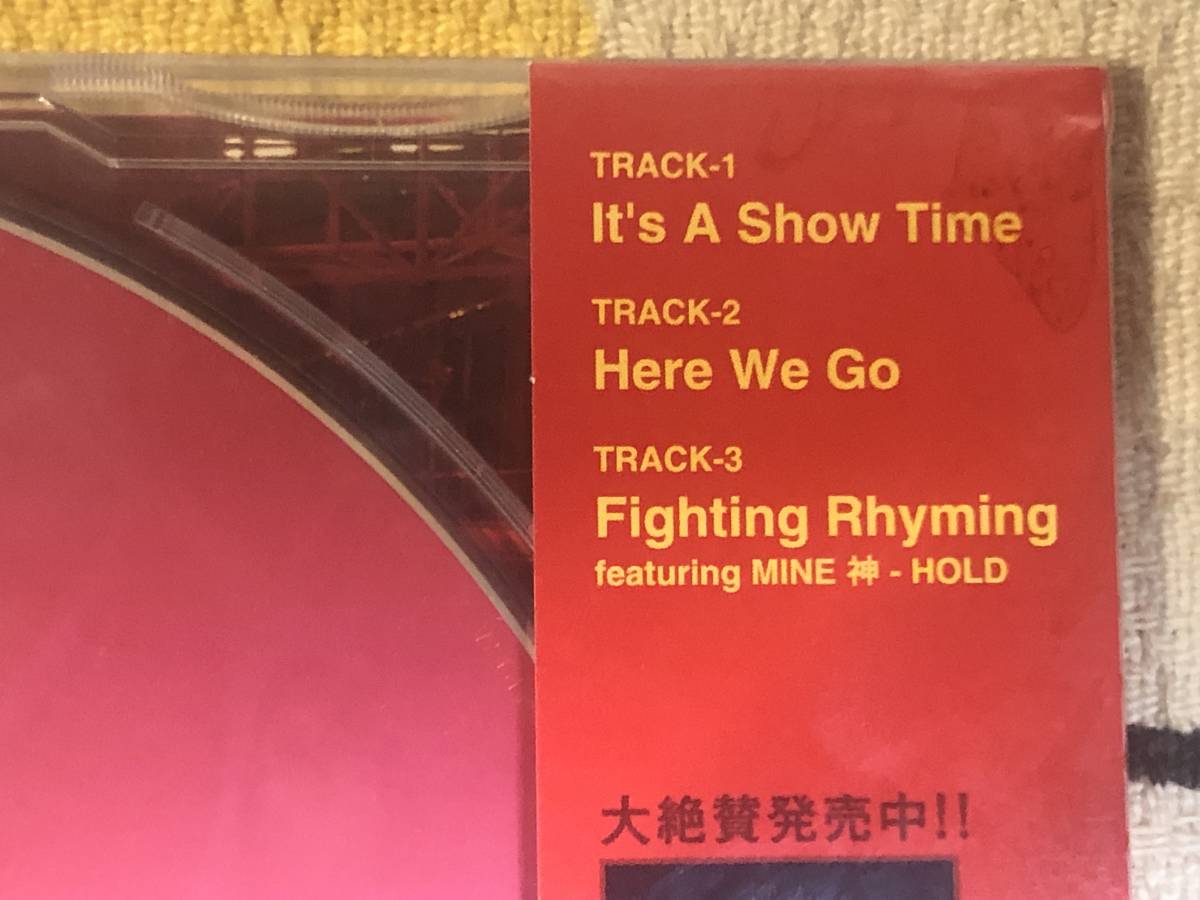 TRACK-1
It's A Show Time
TRACK-2
Here We Go
TRACK-3
Fighting Rhyming
featuring MINE 神 - HOLD
大絶賛発売中!!